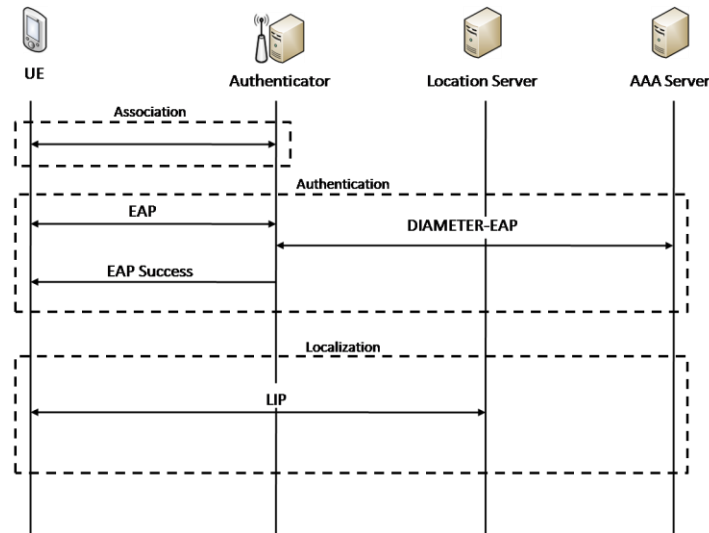 UE
Authenticator
Location Server
AAA Server
Association
Authentication
EAP
DIAMETER-EAP
EAP Success
Localization
LIP